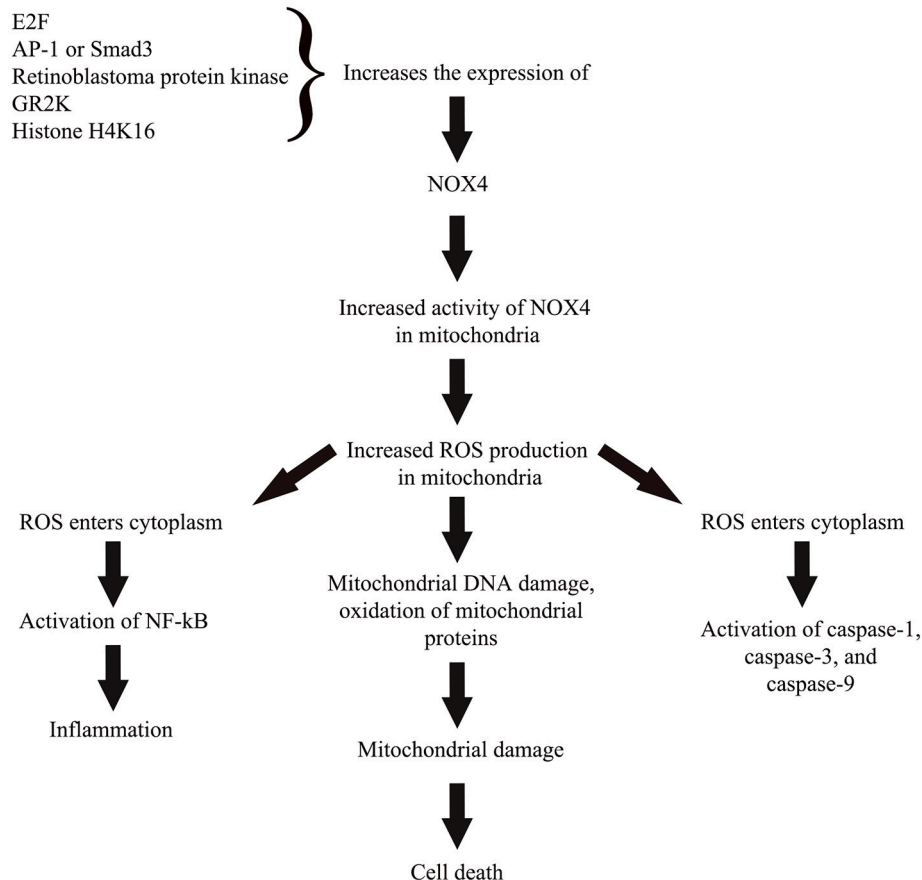 E2F
AP-1 or Smad3
Retinoblastoma protein kinase
GR2K
Histone H4K16
Increases the expression of
NOX4
Increased activity of NOX4
in mitochondria
Increased ROS production
in mitochondria
ROS enters cytoplasm
Activation of NF-kB
Inflammation
Mitochondrial DNA damage,
oxidation of mitochondrial
proteins
Mitochondrial damage
Cell death
ROS enters cytoplasm
Activation of caspase-1,
caspase-3, and
caspase-9